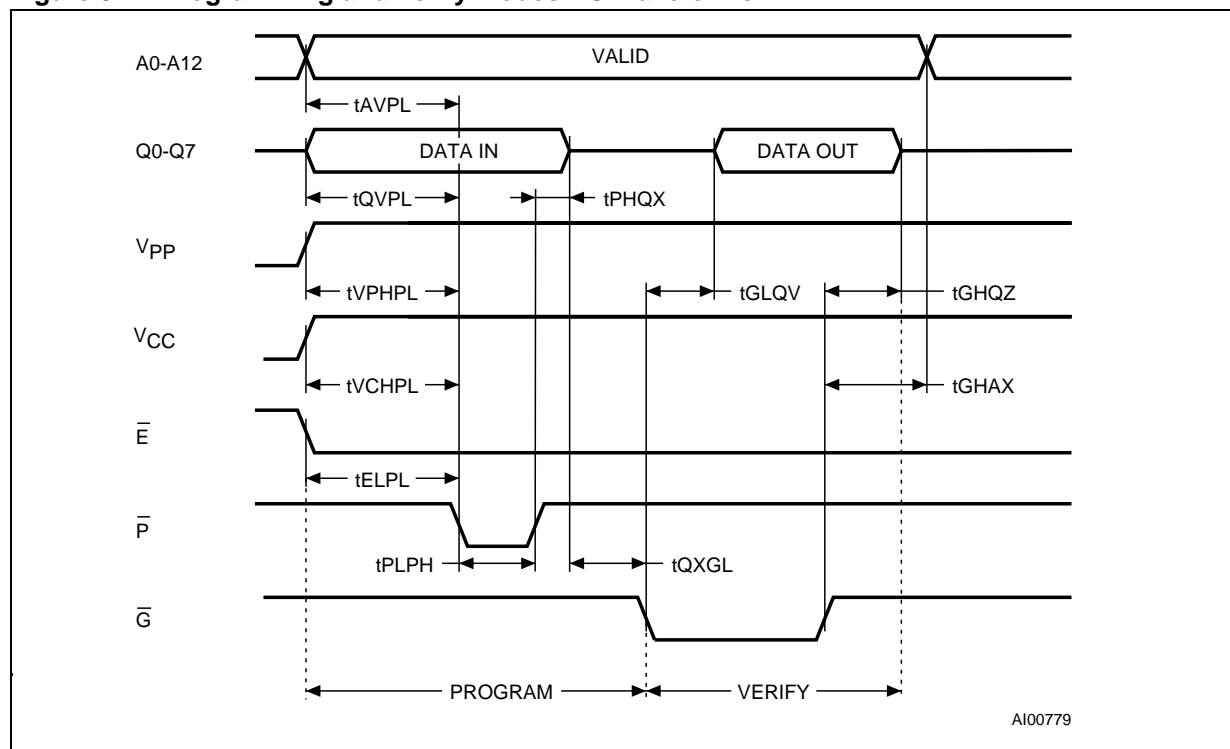 A0-A12
VALID
tAVPL
Q0-Q7
DATA IN
DATA OUT
tQVPL
tPHQX
VPP
tVPHPL
tGLQV
tGHQZ
VCC
tVCHPL
tGHAX
E
tELPL
P
tPLPH
tQXGL
G
PROGRAM
VERIFY
AI00779